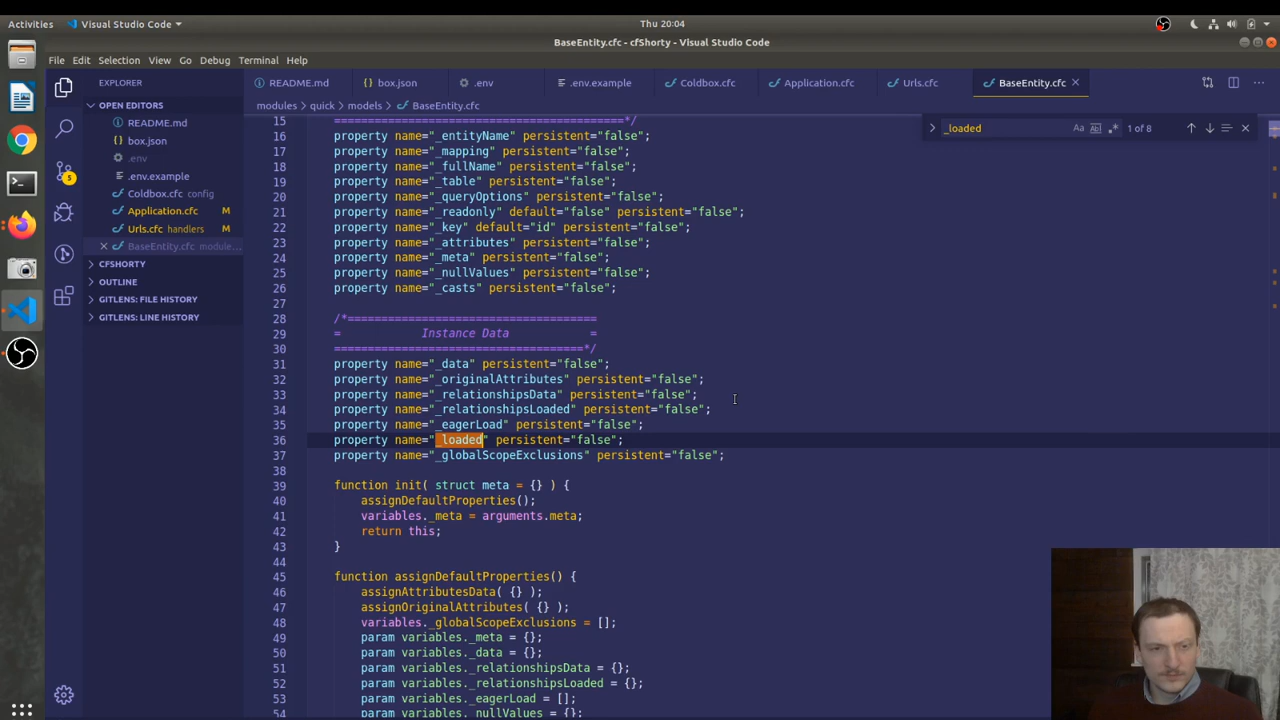 Activities
Visual Studio Code
Thu 20:04
BaseEntity.cfc - cfShorty - Visual Studio Code
File Edit Selection View Go Debug Terminal Help
EXPLORER
README.md
box.json
.env
.env.example
Coldbox.cfc
Application.cfc
Urls.cfc
BaseEntity.cfc
OPEN EDITORS
README.md
box.json
.env
.env.example
Coldbox.cfc config
Application.cfc M
Urls.cfc handlers M
BaseEntity.cfc module...
CFSHORTY
OUTLINE
GITLENS: FILE HISTORY
GITLENS: LINE HISTORY
5
modules > quick > models > BaseEntity.cfc
_loaded
Aa Abl .* 1 of 8
15 =========================================*/
16 property name="_entityName" persistent="false";
17 property name="_mapping" persistent="false";
18 property name="_fullName" persistent="false";
19 property name="_table" persistent="false";
20 property name="_queryOptions" persistent="false";
21 property name="_readonly" default="false" persistent="false";
22 property name="_key" default="id" persistent="false";
23 property name="_attributes" persistent="false";
24 property name="_meta" persistent="false";
25 property name="_nullValues" persistent="false";
26 property name="_casts" persistent="false";
27
28 /*=====================================
29 = Instance Data =
30 =====================================*/
31 property name="_data" persistent="false";
32 property name="_originalAttributes" persistent="false";
33 property name="_relationshipsData" persistent="false";
34 property name="_relationshipsLoaded" persistent="false";
35 property name="_eagerLoad" persistent="false";
36 property name="_loaded" persistent="false";
37 property name="_globalScopeExclusions" persistent="false";
38
39 function init( struct meta = {} ) {
40 assignDefaultProperties();
41 variables._meta = arguments.meta;
42 return this;
43 }
44
45 function assignDefaultProperties() {
46 assignAttributesData( {} );
47 assignOriginalAttributes( {} );
48 variables._globalScopeExclusions = [];
49 param variables._meta = {};
50 param variables._data = {};
51 param variables._relationshipsData = {};
52 param variables._relationshipsLoaded = {};
53 param variables._eagerLoad = [];
54 param variables._nullValues = {};